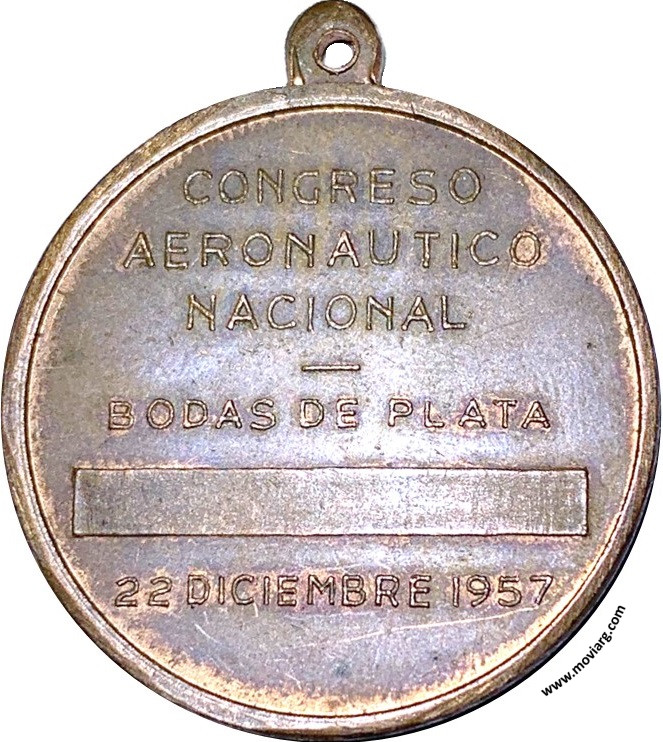 CONGRESO
AERONAUTICO
NACIONAL
BODAS DE PLATA
22 DICIEMBRE 1957
www.moviarg.com